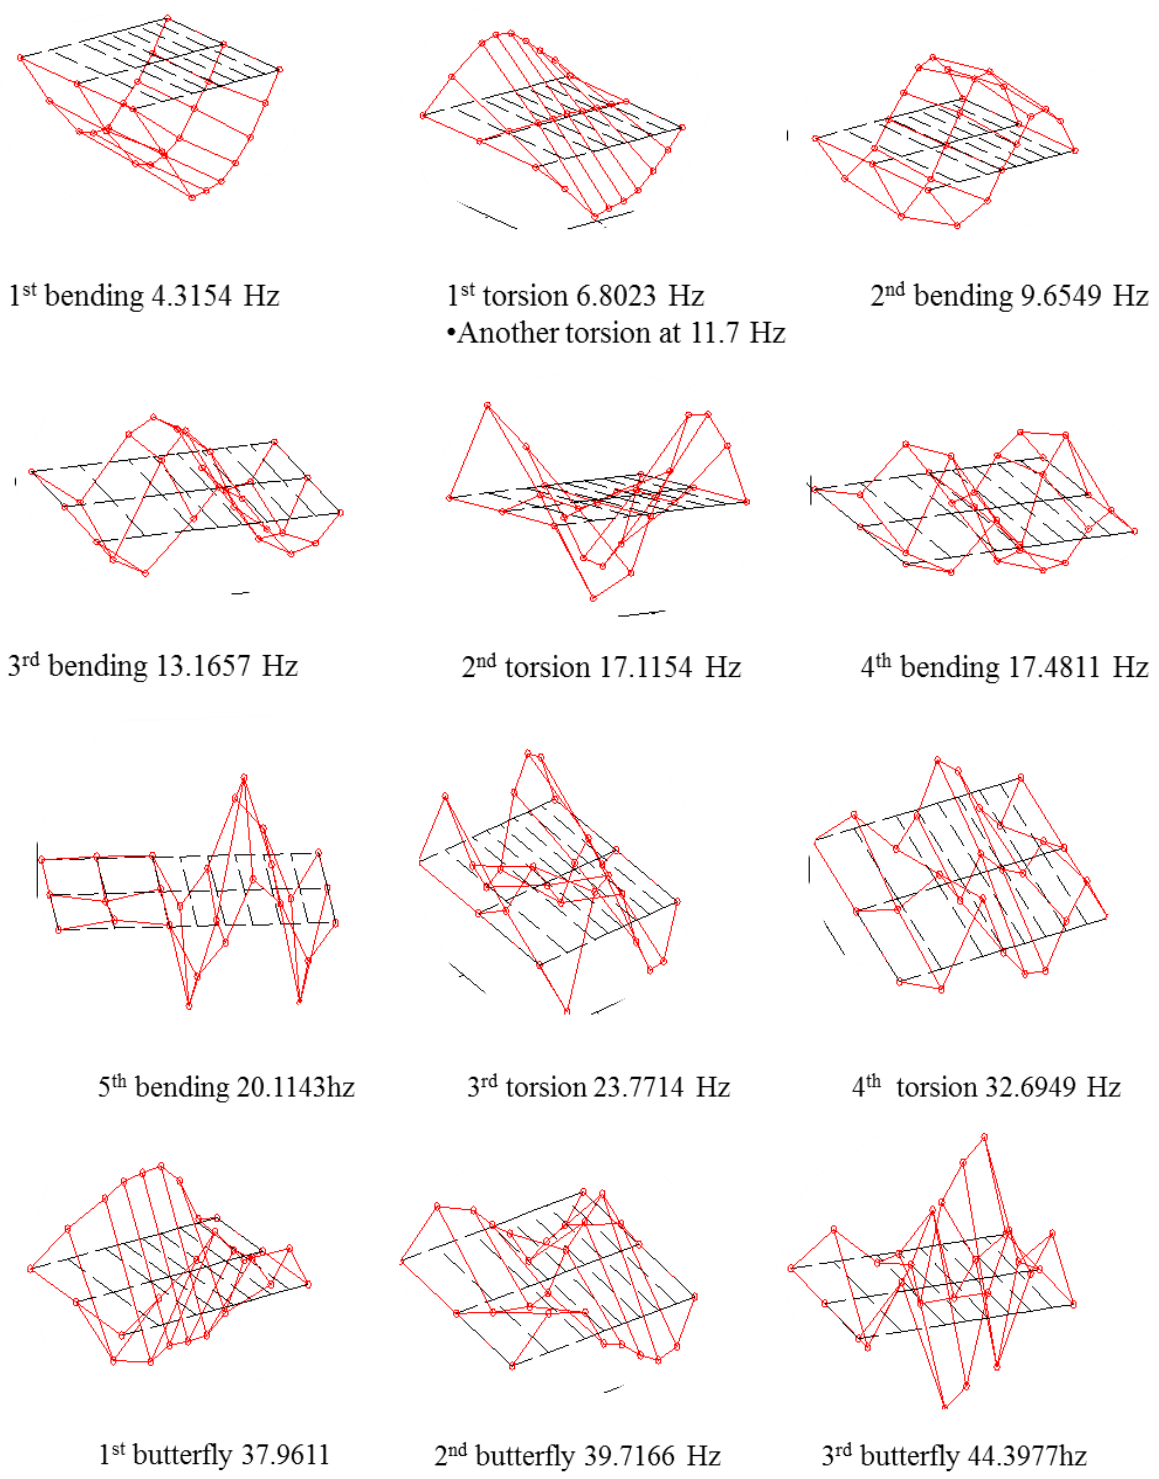 1st bending 4.3154 Hz
1st torsion 6.8023 Hz
•Another torsion at 11.7 Hz
2nd bending 9.6549 Hz
3rd bending 13.1657 Hz
2nd torsion 17.1154 Hz
4th bending 17.4811 Hz
5th bending 20.1143hz
3rd torsion 23.7714 Hz
4th torsion 32.6949 Hz
1st butterfly 37.9611
2nd butterfly 39.7166 Hz
3rd butterfly 44.3977hz